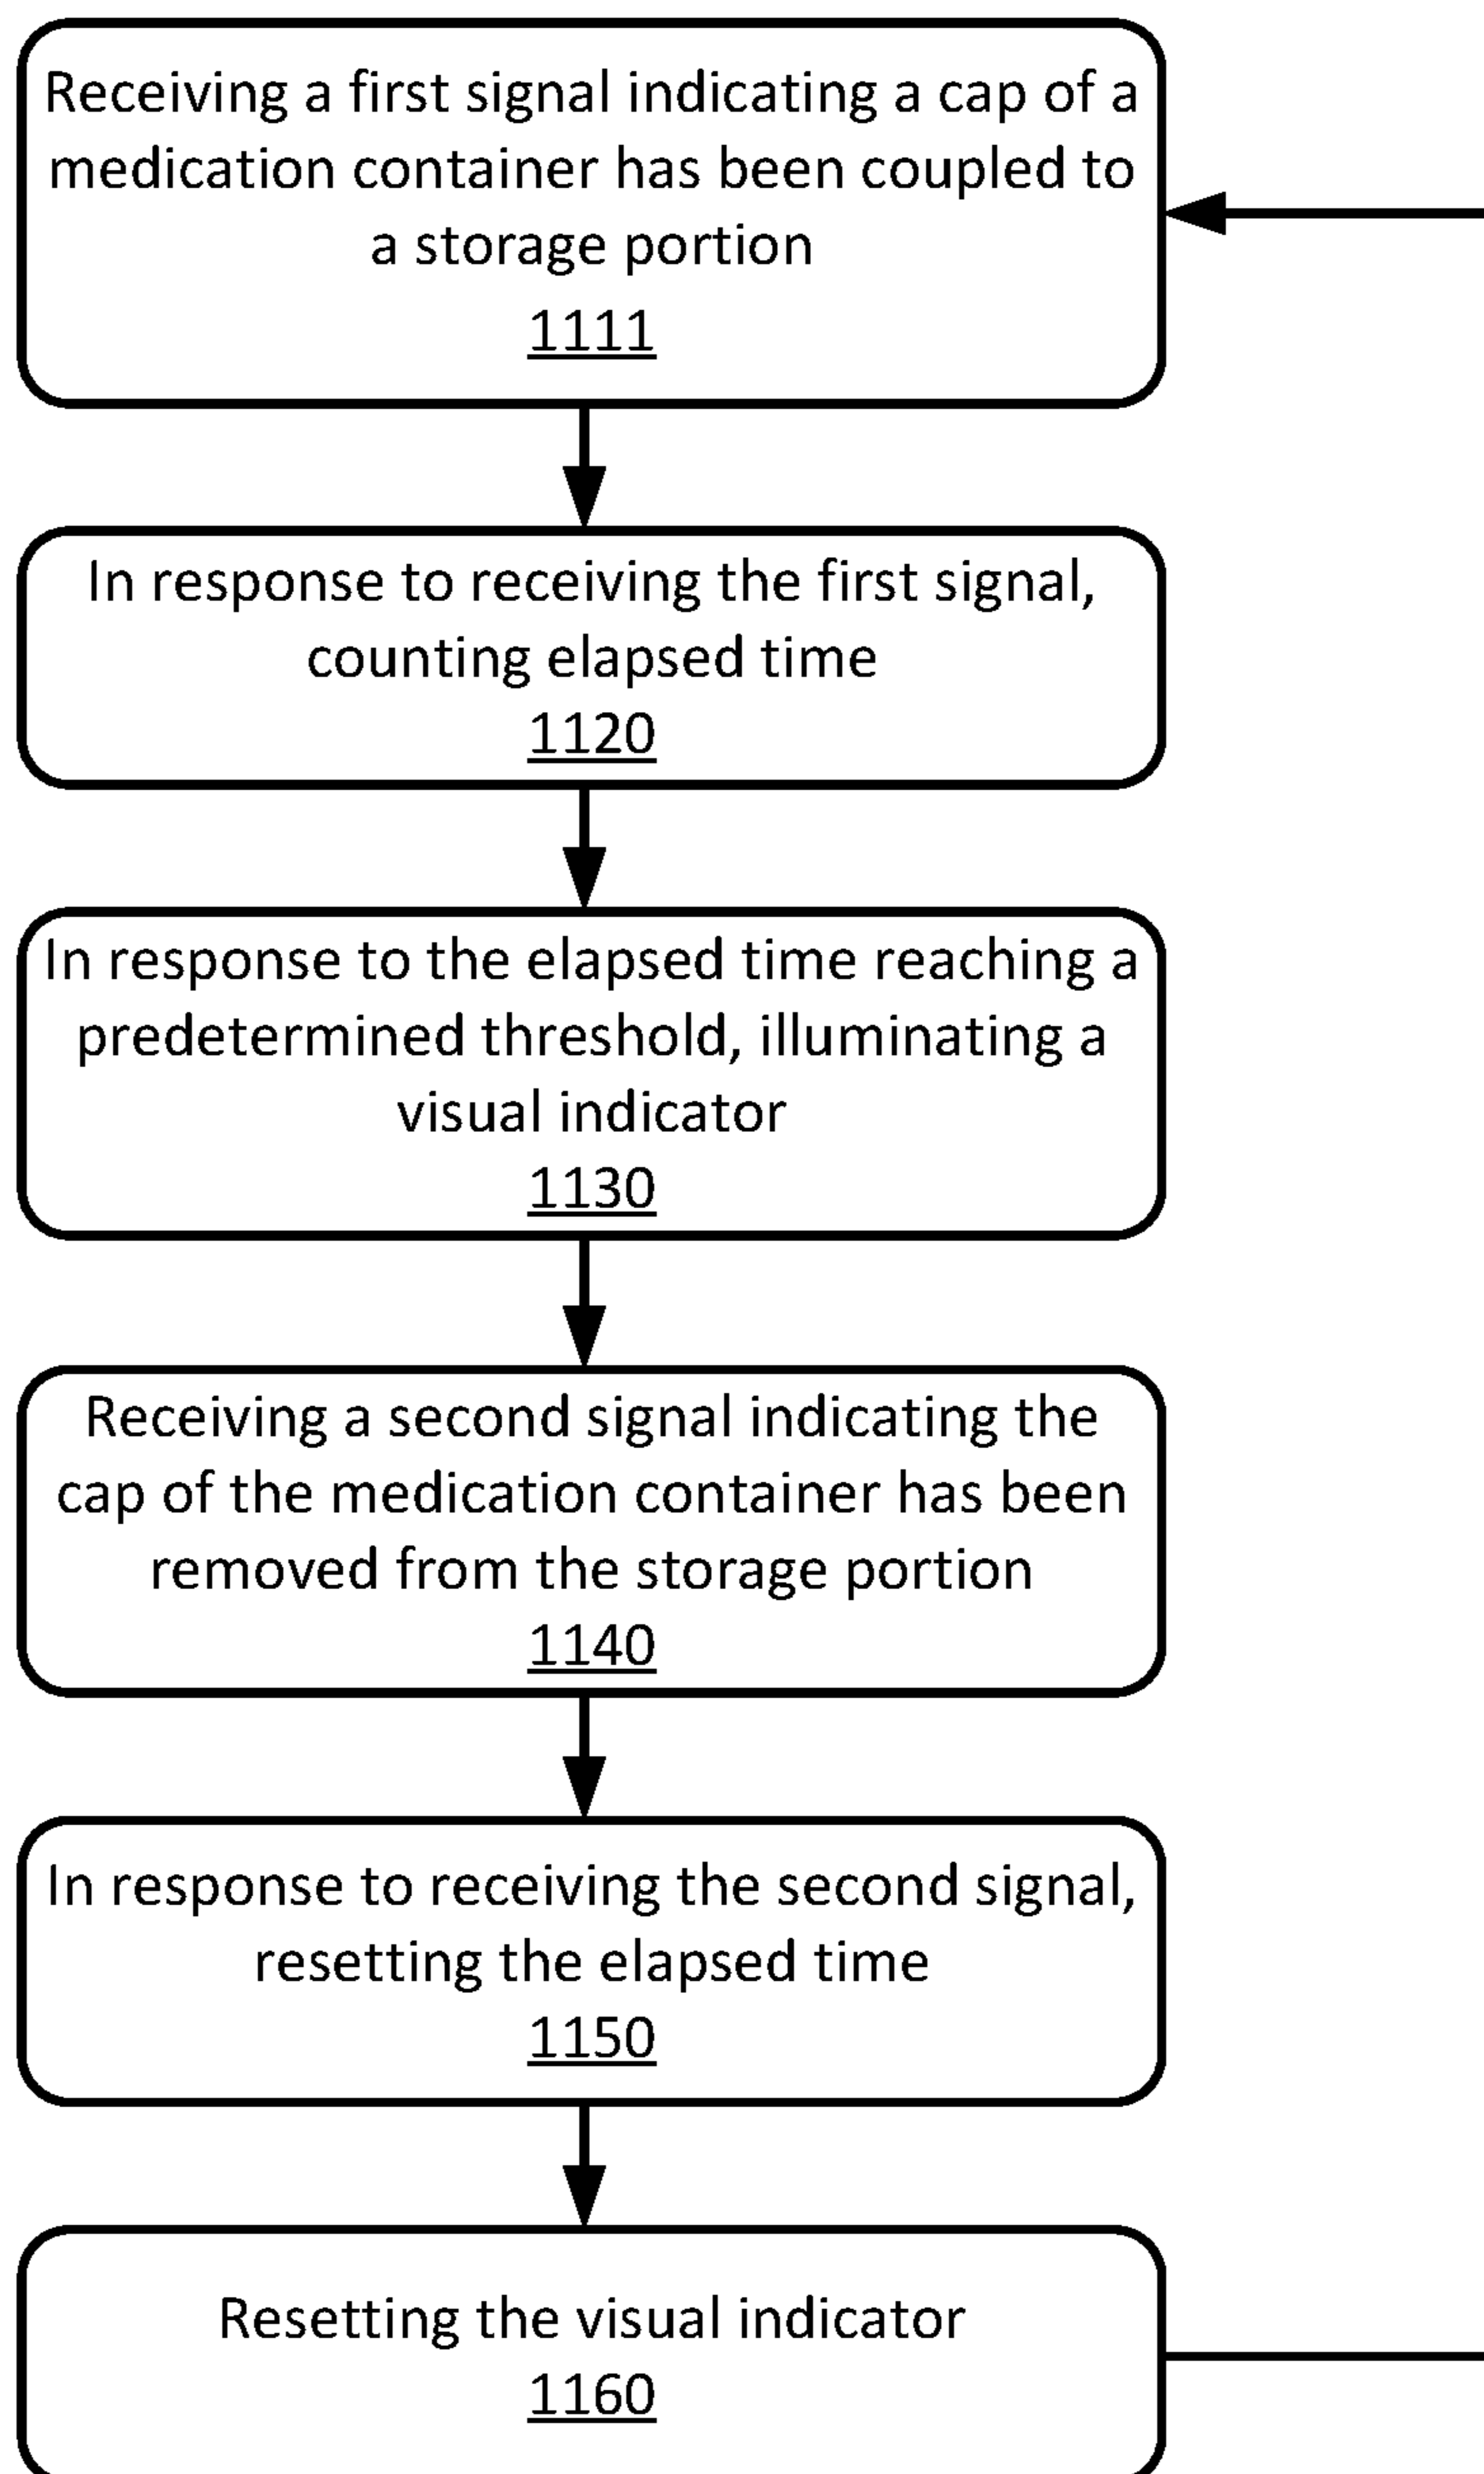 Receiving a first signal indicating a cap of a
medication container has been coupled to
a storage portion
1111
In response to receiving the first signal,
counting elapsed time
1120
In response to the elapsed time reaching a
predetermined threshold, illuminating a
visual indicator
1130
Receiving a second signal indicating the
cap of the medication container has been
removed from the storage portion
1140
In response to receiving the second signal,
resetting the elapsed time
1150
Resetting the visual indicator
1160